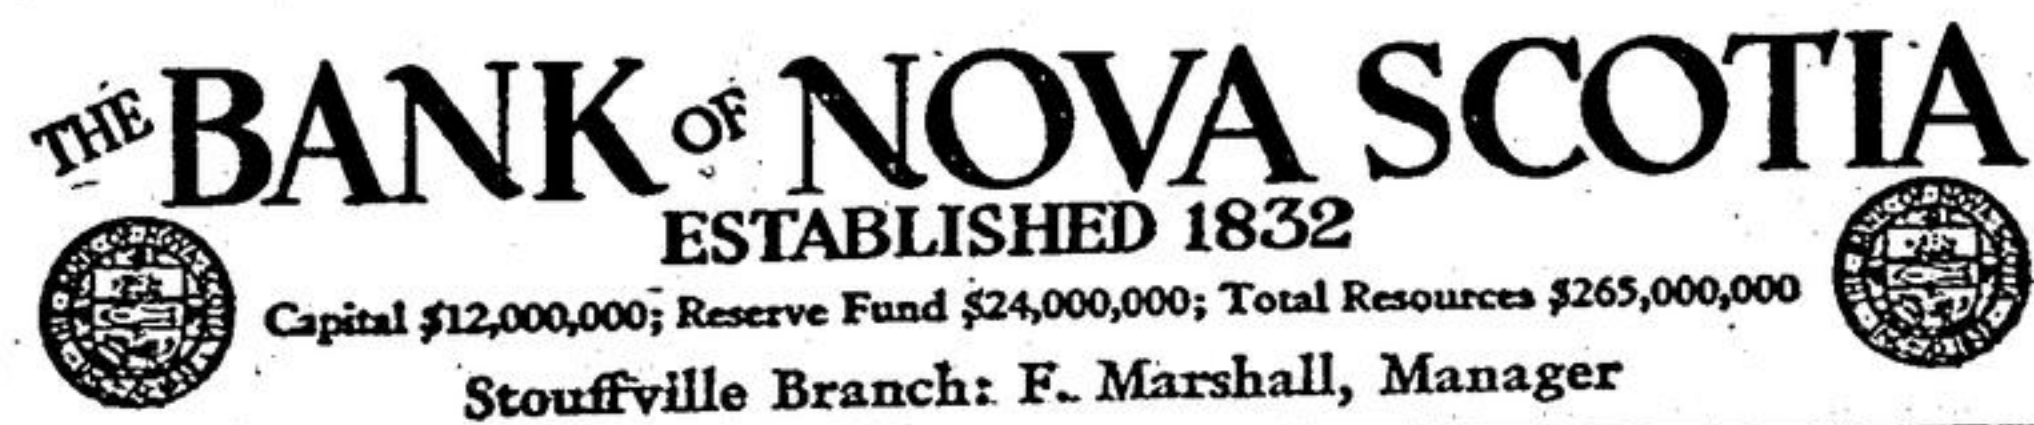 THE BANK OF NOVA SCOTIA
ESTABLISHED 1832
Capital $12,000,000; Reserve Fund $24,000,000; Total Resources $265,000,000
Stouffville Branch: F. Marshall, Manager